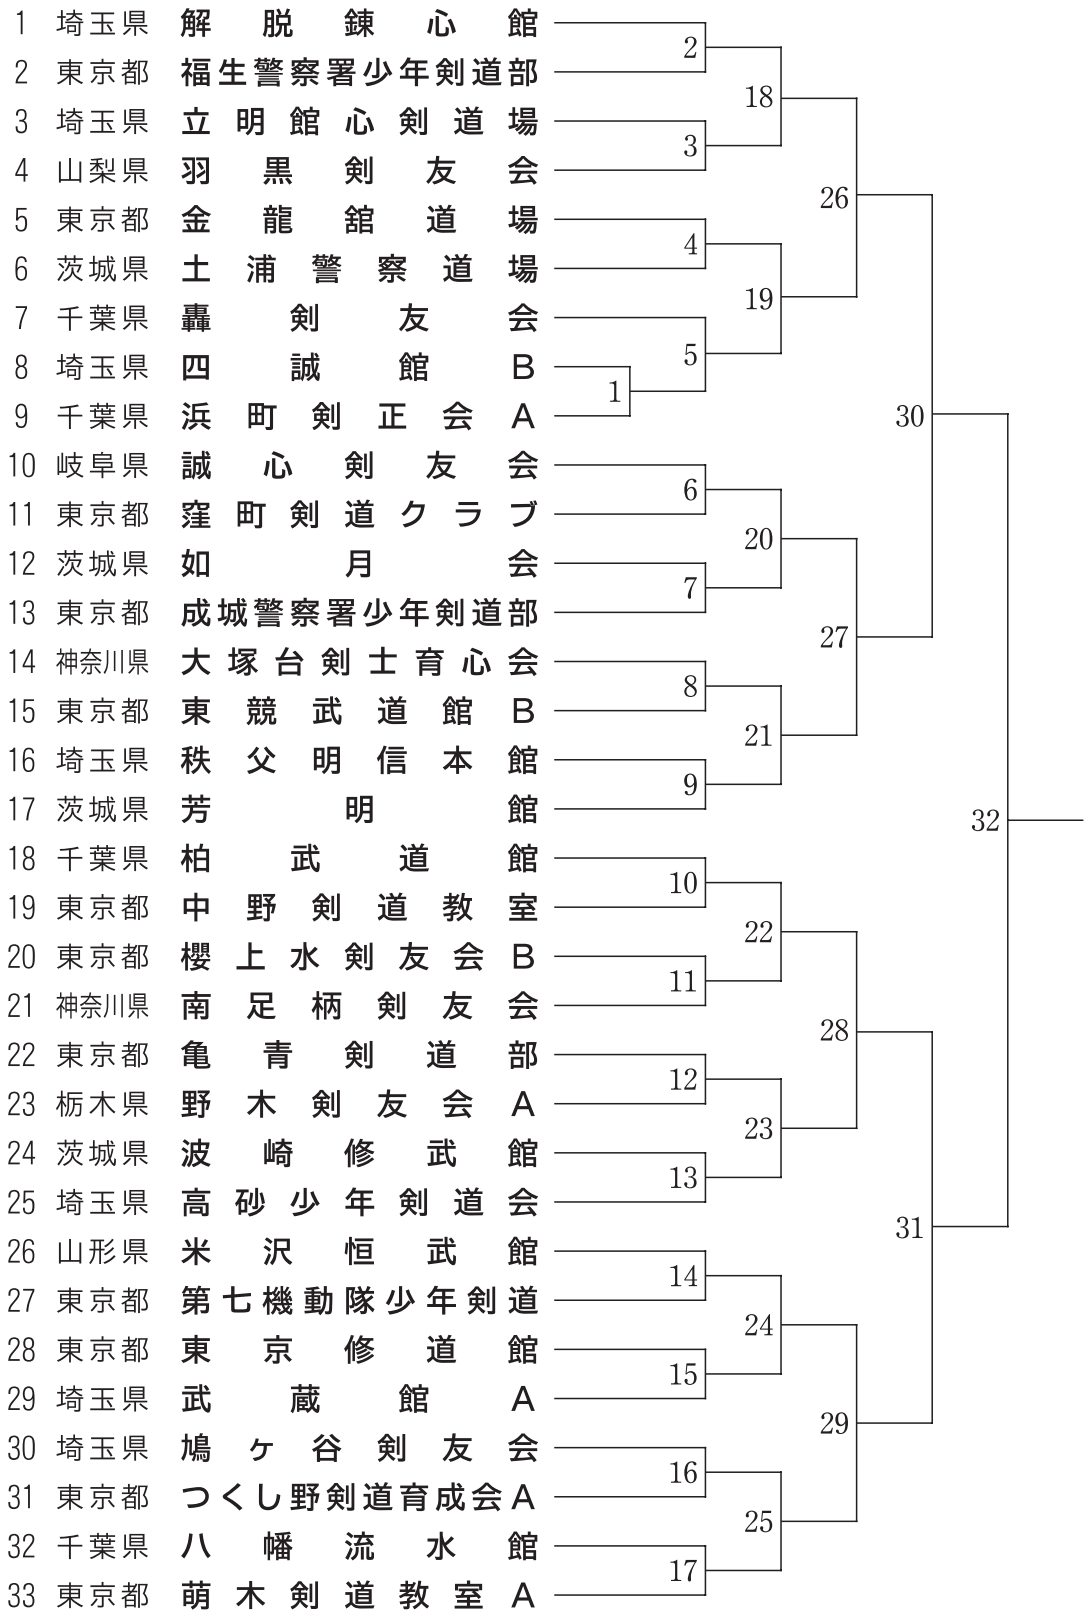 1 埼玉県 解脱錬心館
2 東京都 福生警察署少年剣道部
3 埼玉県 立明館心剣道場
4 山梨県 羽黒剣友会
5 東京都 金龍舘道場
6 茨城県 土浦警察道場
7 千葉県 轟剣友会
8 埼玉県 四誠館B
9 千葉県 浜町剣正会A
10 岐阜県 誠心剣友会
11 東京都 窪町剣道クラブ
12 茨城県 如月会
13 東京都 成城警察署少年剣道部
14 神奈川県 大塚台剣士育心会
15 東京都 東競武道館B
16 埼玉県 秩父明信本館
17 茨城県 芳明館
18 千葉県 柏武道館
19 東京都 中野剣道教室
20 東京都 櫻上水剣友会B
21 神奈川県 南足柄剣友会
22 東京都 亀青剣道部
23 栃木県 野木剣友会A
24 茨城県 波崎修武館
25 埼玉県 高砂少年剣道会
26 山形県 米沢恒武館
27 東京都 第七機動隊少年剣道
28 東京都 東京修道館
29 埼玉県 武蔵館A
30 埼玉県 鳩ヶ谷剣友会
31 東京都 つくし野剣道育成会A
32 千葉県 八幡流水館
33 東京都 萌木剣道教室A
1
2
3
4
5
6
7
8
9
10
11
12
13
14
15
16
17
18
19
20
21
22
23
24
25
26
27
28
29
30
31
32